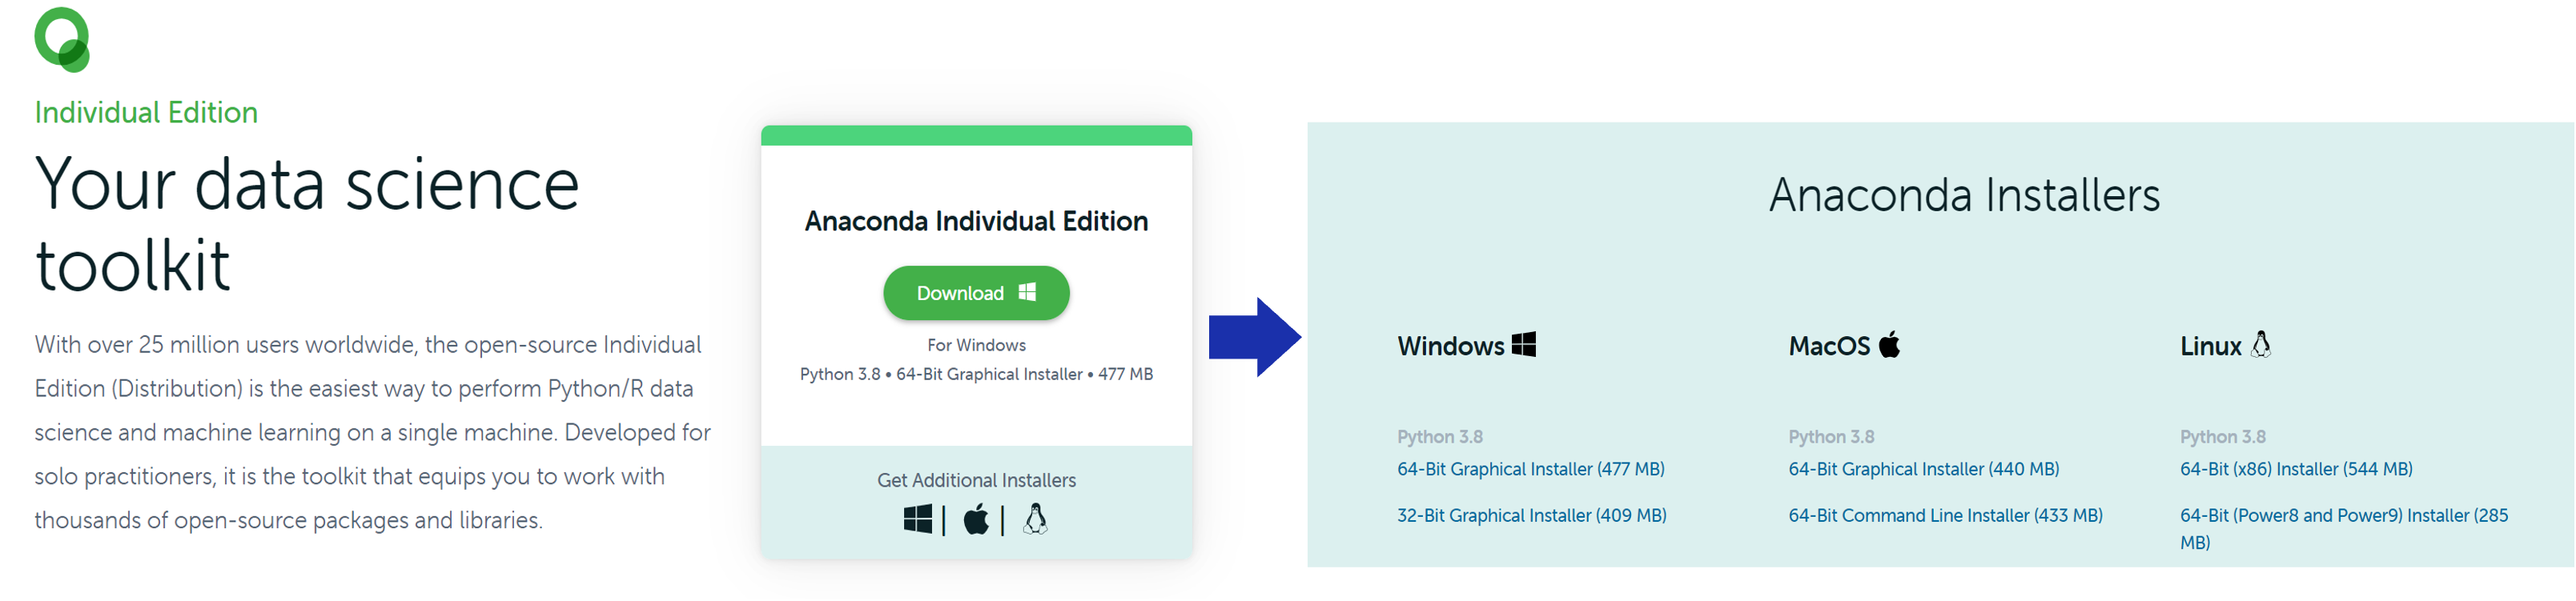 Individual Edition
Your data science
toolkit
With over 25 million users worldwide, the open-source Individual
Edition (Distribution) is the easiest way to perform Python/R data
science and machine learning on a single machine. Developed for
solo practitioners, it is the toolkit that equips you to work with
thousands of open-source packages and libraries.
Anaconda Individual Edition
Download
For Windows
Python 3.8 • 64-Bit Graphical Installer • 477 MB
Get Additional Installers
Anaconda Installers
Windows
Python 3.8
64-Bit Graphical Installer (477 MB)
32-Bit Graphical Installer (409 MB)
MacOS
Python 3.8
64-Bit Graphical Installer (440 MB)
64-Bit Command Line Installer (433 MB)
Linux
Python 3.8
64-Bit (x86) Installer (544 MB)
64-Bit (Power8 and Power9) Installer (285
MB)